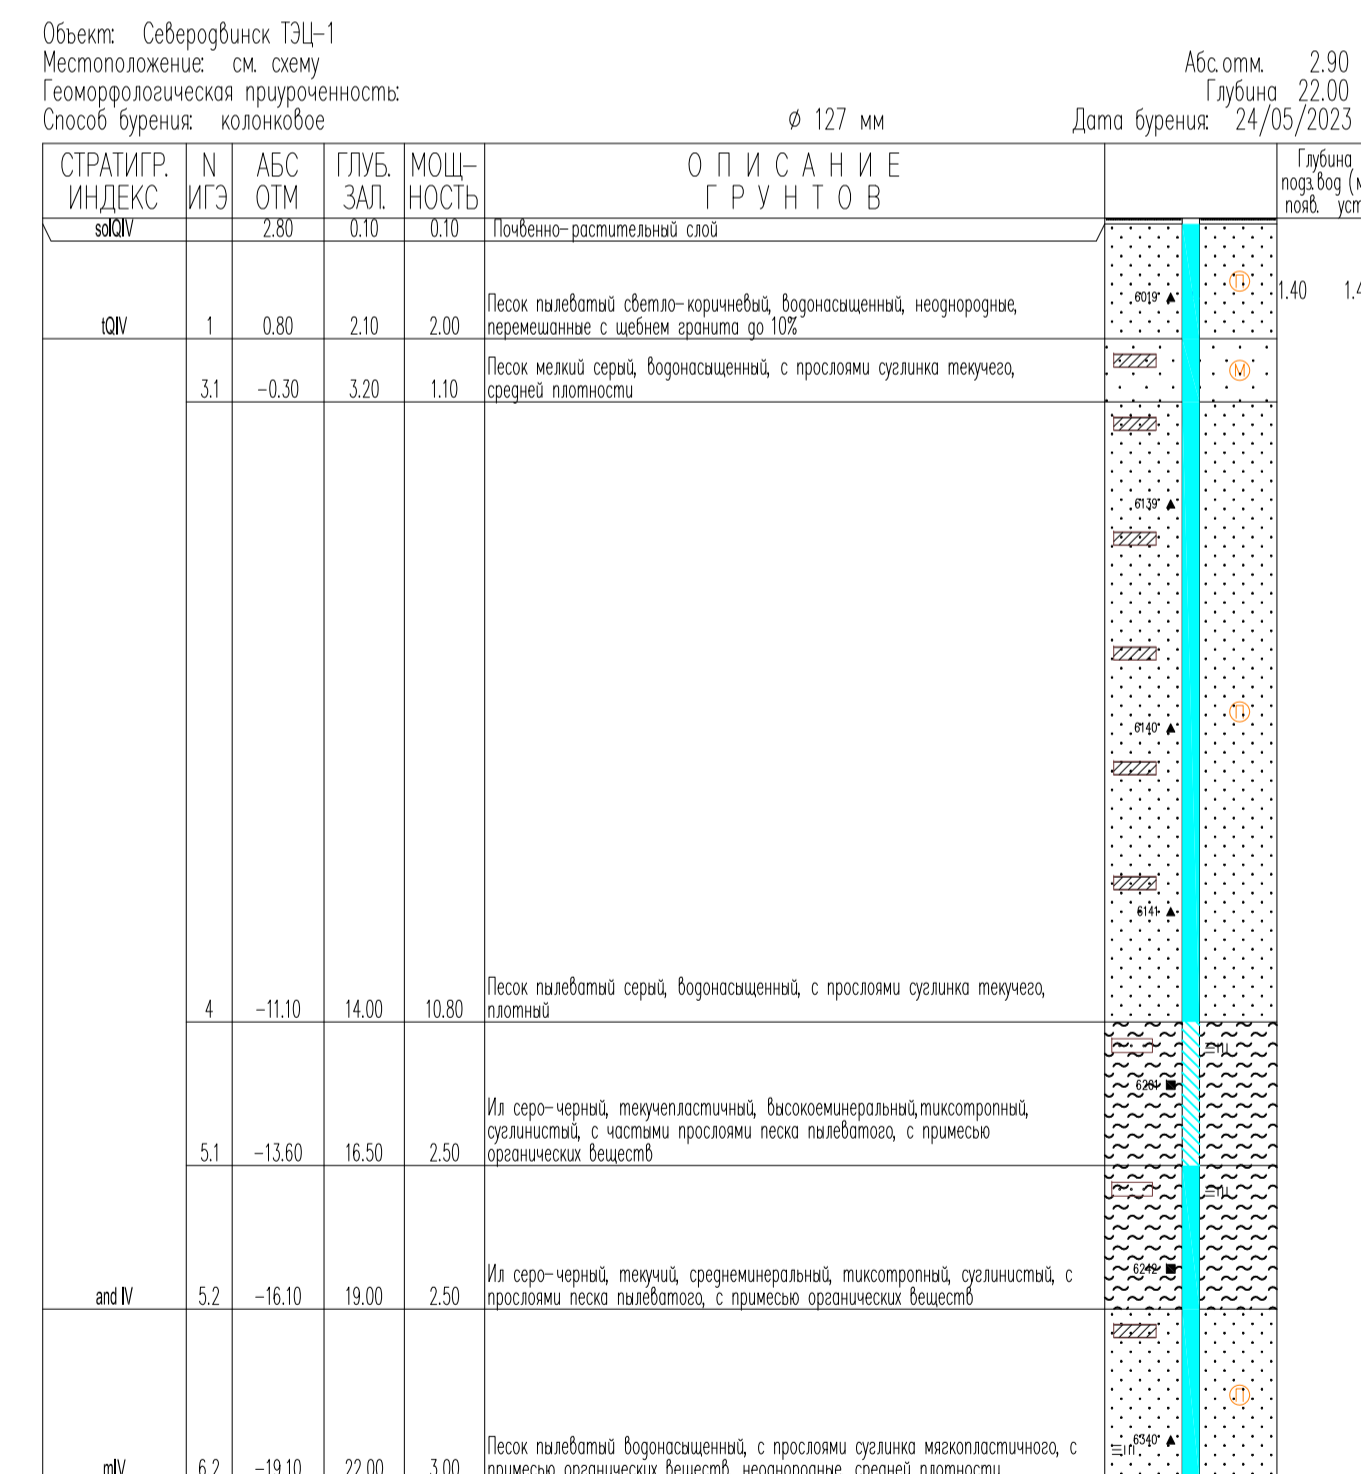 Объект: Северодвинск ТЭЦ-1
Местоположение: см. схему
Абс.отм. 2.90
Геоморфологическая приуроченность:
Глубина 22.00
Способ бурения: колонковое ⌀ 127 мм Дата бурения: 24/05/2023
СТРАТИГР. ИНДЕКС
N ИГЭ
АБС ОТМ
ГЛУБ. ЗАЛ.
МОЩ- НОСТЬ
ОПИСАНИЕ ГРУНТОВ
Глубина
подз.вод
появ.
solQIV 2.80 0.10 0.10 Почвенно-растительный слой
П
6019
1.40
Песок пылеватый светло-коричневый, водонасыщенный, неоднородные,
tQIV 1 0.80 2.10 2.00 перемешанные с щебнем гранита до 10%
Песок мелкий серый, водонасыщенный, с прослоями суглинка текучего,
М
3.1 -0.30 3.20 1.10 средней плотности
6139
П
6140
6141
Песок пылеватый серый, водонасыщенный, с прослоями суглинка текучего,
4 -11.10 14.00 10.80 плотный
6201
Ил серо-черный, текучепластичный, высокоеминеральный,тиксотропный,
суглинистый, с частыми прослоями песка пылеватого, с примесью
5.1 -13.60 16.50 2.50 органических веществ
6242
Ил серо-черный, текучий, среднеминеральный, тиксотропный, суглинистый, с
and IV 5.2 -16.10 19.00 2.50 прослоями песка пылеватого, с примесью органических веществ
П
6340
Песок пылеватый водонасыщенный, с прослоями суглинка мягкопластичного, с
mIV 6.2 -19.10 22.00 3.00 примесью органических веществ, неоднородные, средней плотности